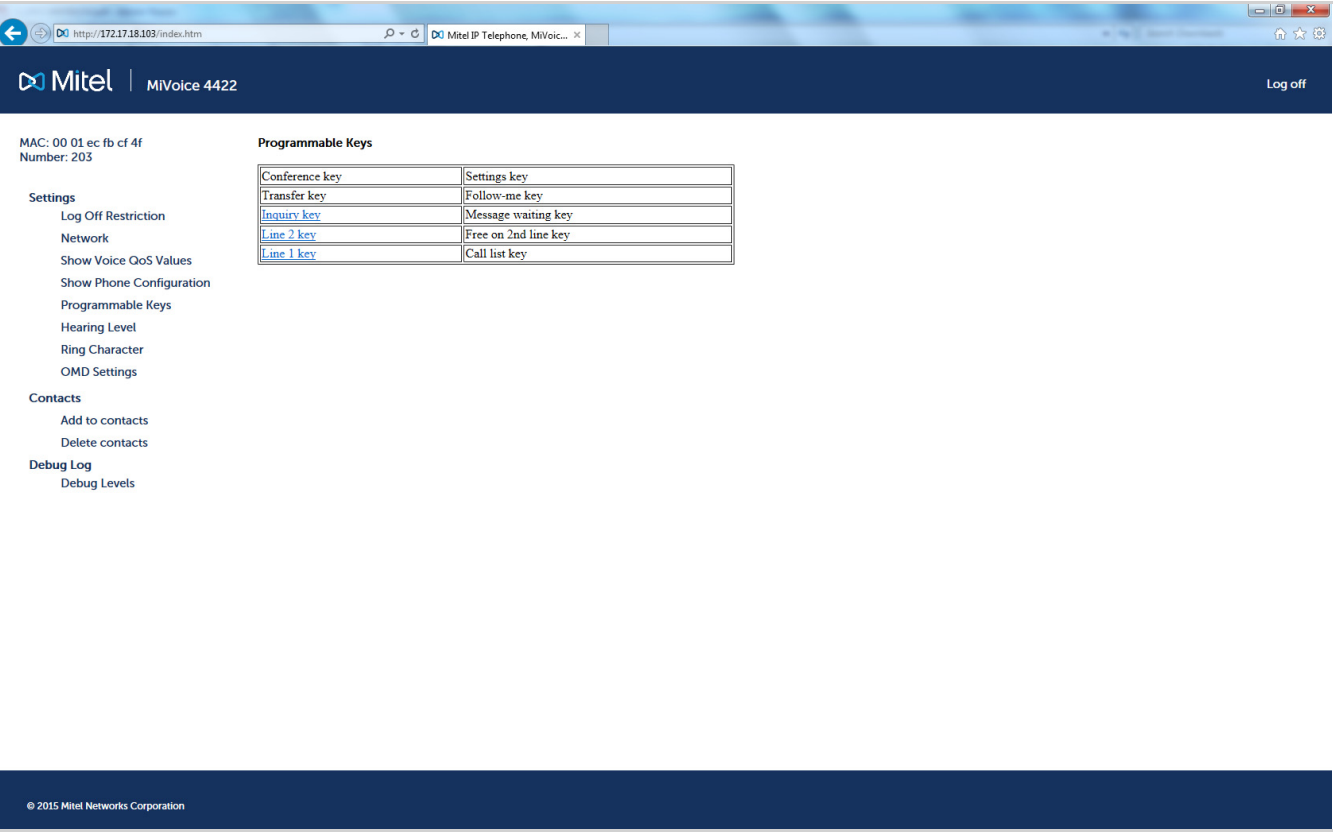 http://172.17.18.103/index.htm
Mitel IP Telephone, MiVoic...
Mitel
MiVoice 4422
Log off
MAC: 00 01 ec fb cf 4f
Number: 203
Settings
Log Off Restriction
Network
Show Voice QoS Values
Show Phone Configuration
Programmable Keys
Hearing Level
Ring Character
OMD Settings
Contacts
Add to contacts
Delete contacts
Debug Log
Debug Levels
Programmable Keys
Conference key Settings key
Transfer key Follow-me key
Inquiry key Message waiting key
Line 2 key Free on 2nd line key
Line 1 key Call list key
© 2015 Mitel Networks Corporation